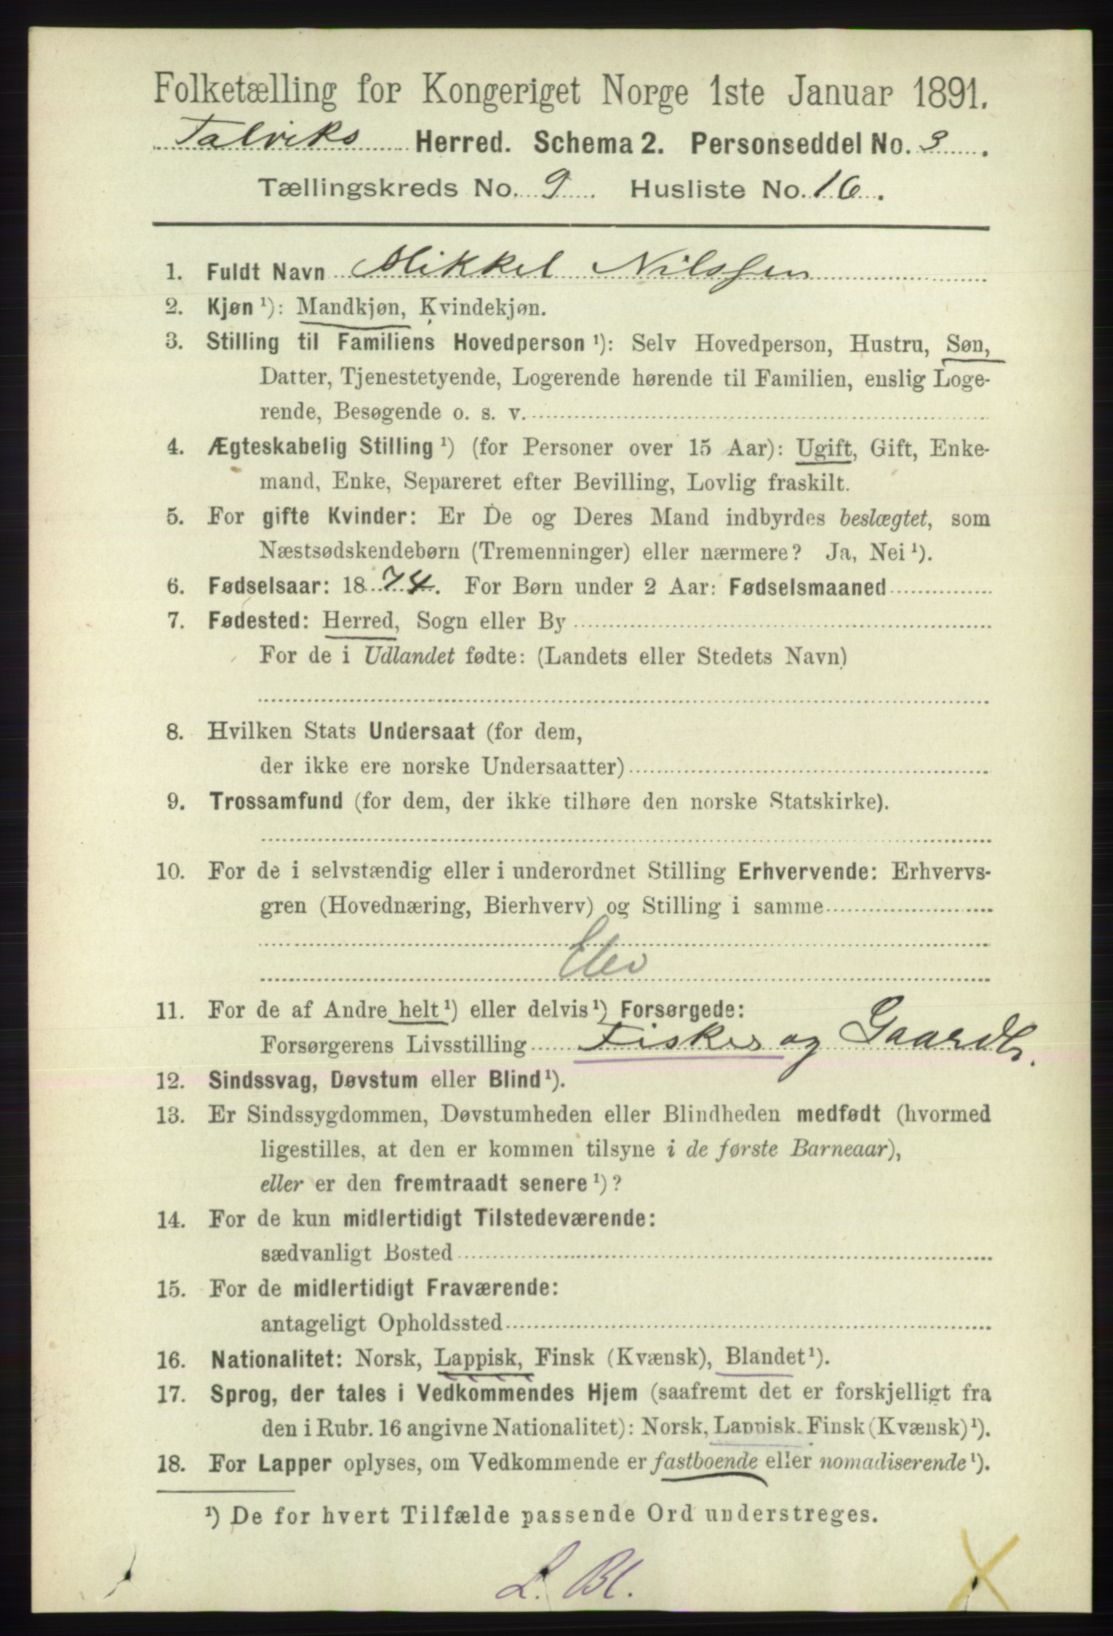 Folketælling for Kongeriget Norge 1ste Januar 1891.
Talviks Herred. Schema 2. Personseddel No. 3.
Tællingskreds No. 9. Husliste No. 16.
1. Fuldt Navn Mikkel Nilssen
2. Kjøn ¹): Mandkjøn, Kvindekjøn.
3. Stilling til Familiens Hovedperson ¹): Selv Hovedperson, Hustru, Søn,
Datter, Tjenestetyende, Logerende hørende til Familien, enslig Loge-
rende, Besøgende o. s. v.
4. Ægteskabelig Stilling ¹) (for Personer over 15 Aar): Ugift, Gift, Enke-
mand, Enke, Separeret efter Bevilling, Lovlig fraskilt.
5. For gifte Kvinder: Er De og Deres Mand indbyrdes beslægtet, som
Næstsødskendebørn (Tremenninger) eller nærmere? Ja, Nei ¹).
6. Fødselsaar: 1874. For Børn under 2 Aar: Fødselsmaaned
7. Fødested: Herred, Sogn eller By
For de i Udlandet fødte: (Landets eller Stedets Navn)
8. Hvilken Stats Undersaat (for dem,
der ikke ere norske Undersaatter)
9. Trossamfund (for dem, der ikke tilhøre den norske Statskirke).
10. For de i selvstændig eller i underordnet Stilling Erhvervende: Erhvervs-
gren (Hovednæring, Bierhverv) og Stilling i samme
Elev
11. For de af Andre helt ¹) eller delvis ¹) Forsørgede:
Forsørgerens Livsstilling Fisker og Gaardb.
12. Sindssvag, Døvstum eller Blind ¹).
13. Er Sindssygdommen, Døvstumheden eller Blindheden medfødt (hvormed
ligestilles, at den er kommen tilsyne i de første Barneaar),
eller er den fremtraadt senere ¹)?
14. For de kun midlertidigt Tilstedeværende:
sædvanligt Bosted
15. For de midlertidigt Fraværende:
antageligt Opholdssted
16. Nationalitet: Norsk, Lappisk, Finsk (Kvænsk), Blandet ¹).
17. Sprog, der tales i Vedkommendes Hjem (saafremt det er forskjelligt fra
den i Rubr. 16 angivne Nationalitet): Norsk, Lappisk. Finsk (Kvænsk) ¹).
18. For Lapper oplyses, om Vedkommende er fastboende eller nomadiserende ¹).
¹) De for hvert Tilfælde passende Ord understreges.
L. Bl.